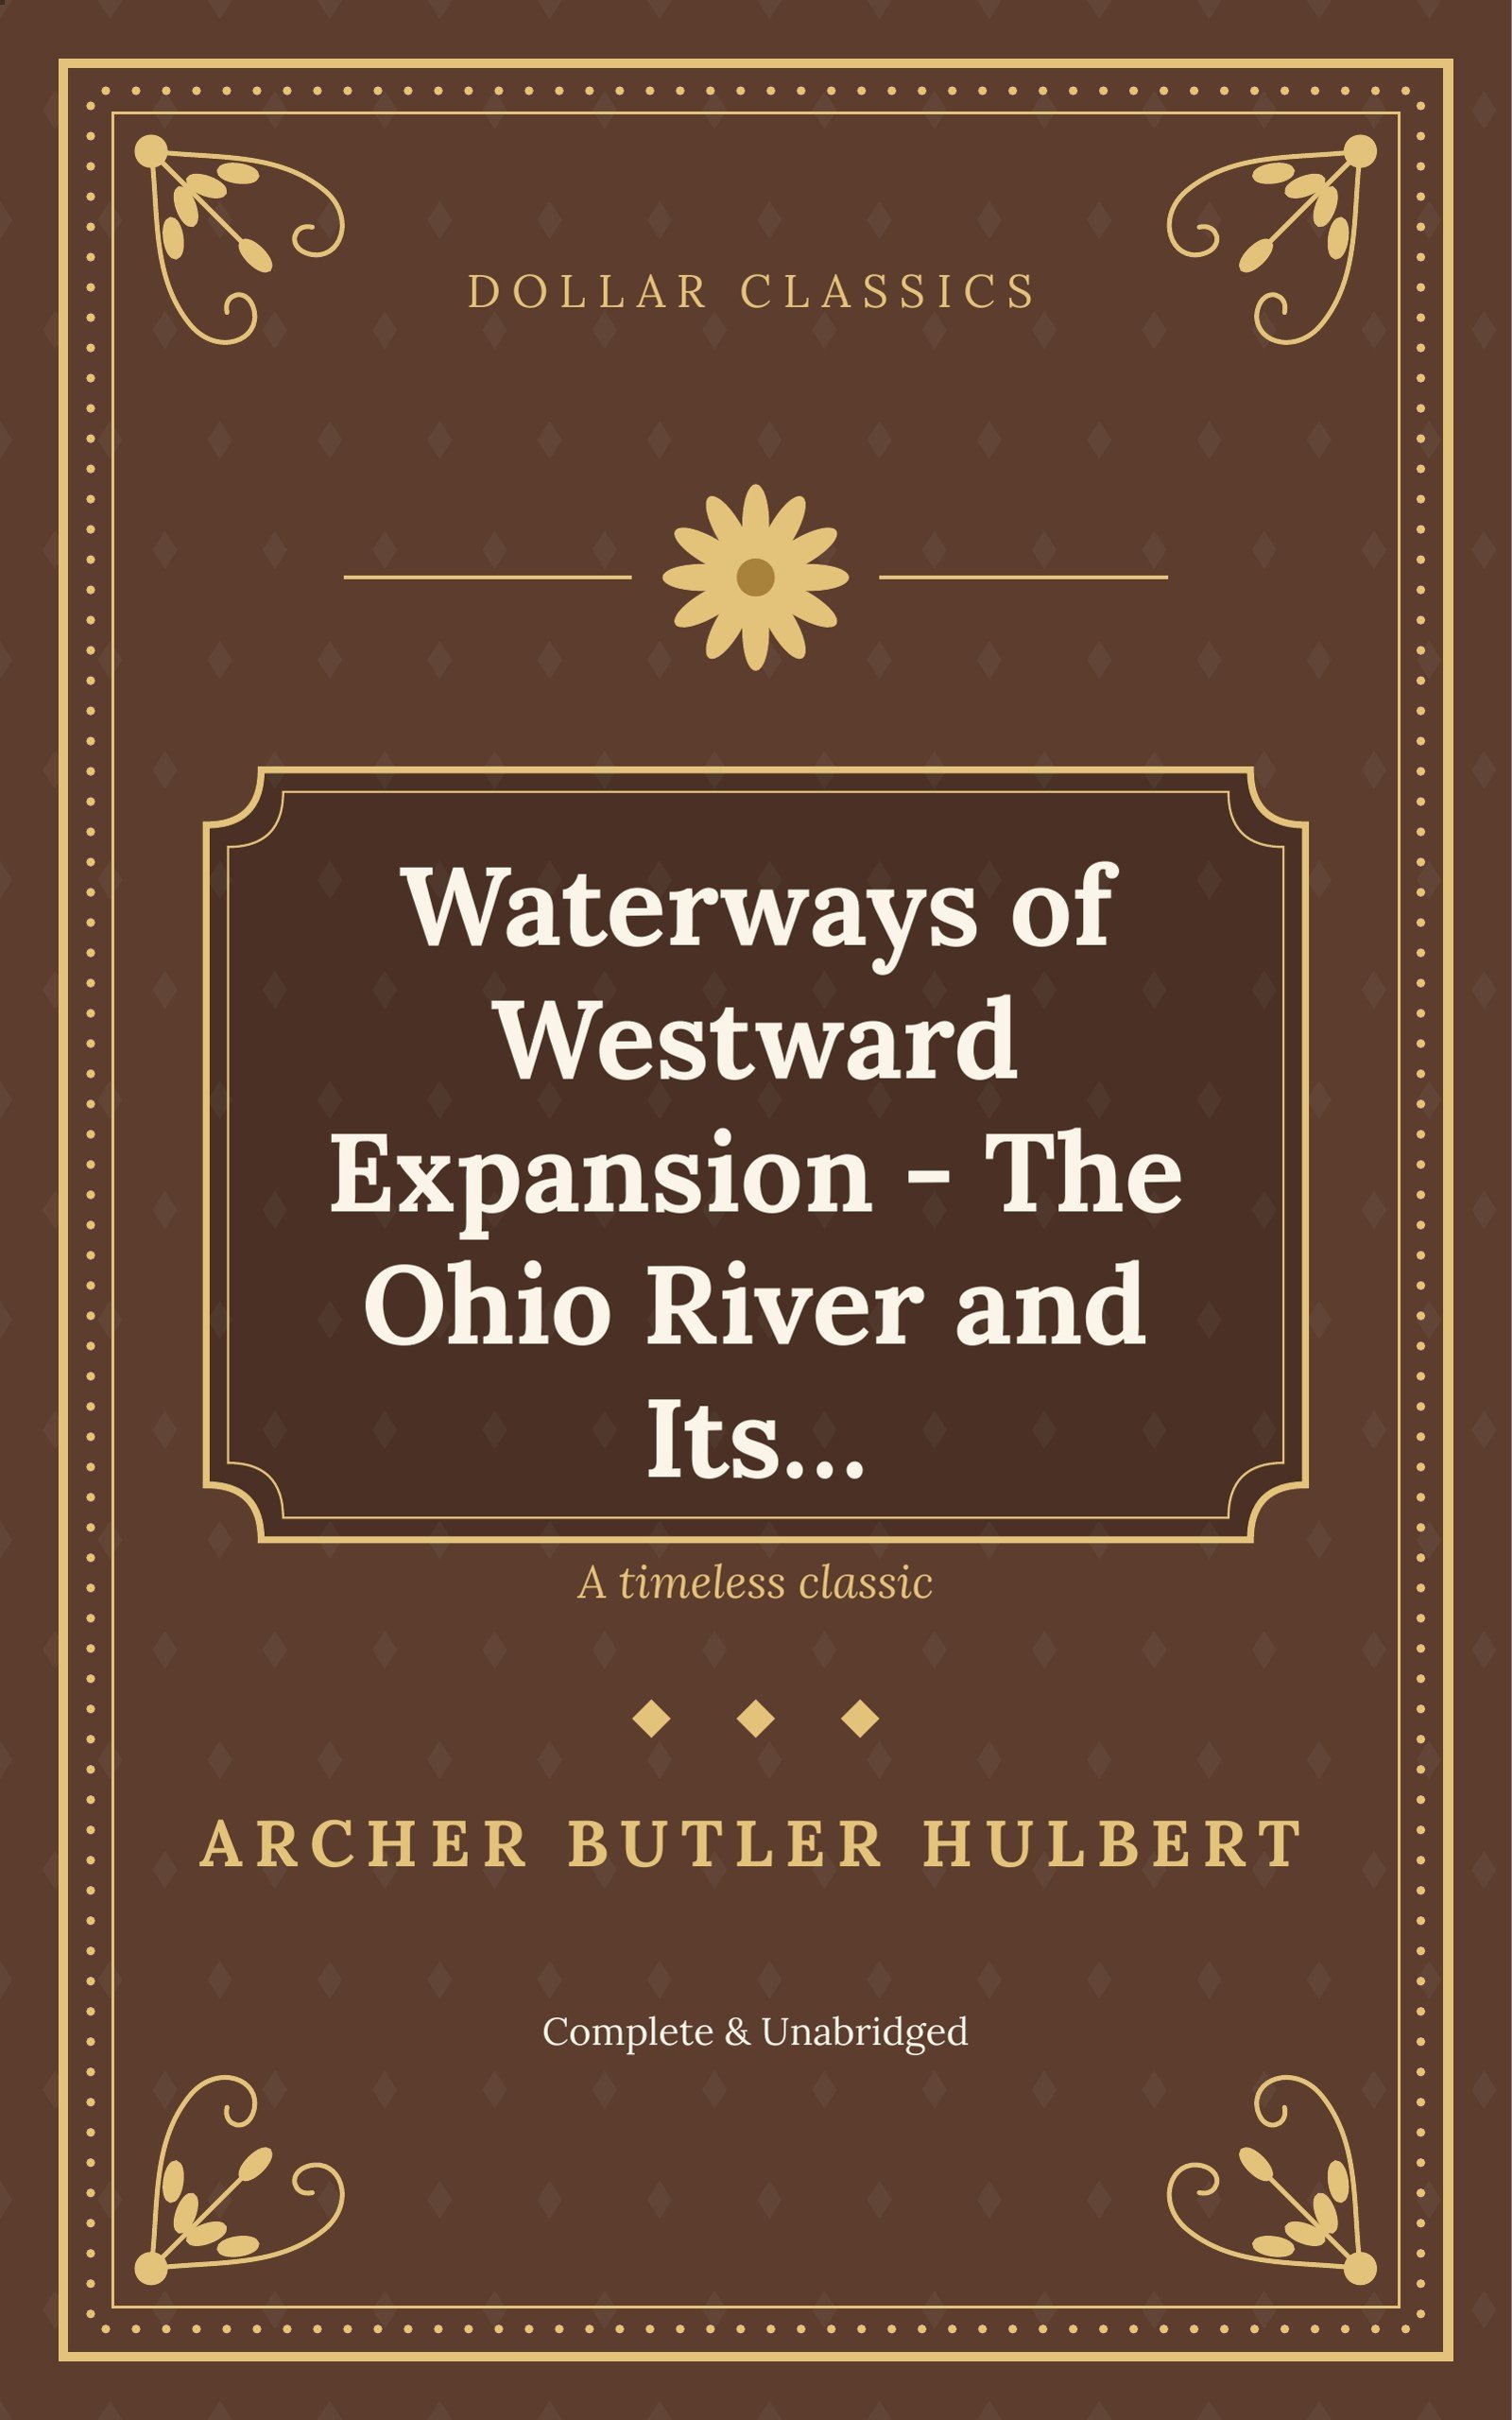 DOLLAR CLASSICS
Waterways of
Westward
Expansion – The
Ohio River and
Its...
A timeless classic
ARCHER BUTLER HULBERT
Complete & Unabridged